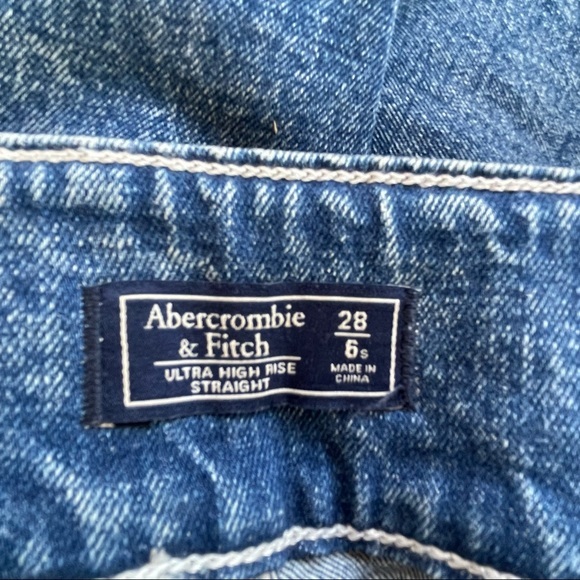 Abercrombie
& Fitch
ULTRA HIGH RISE
STRAIGHT
28
6s
MADE IN
CHINA